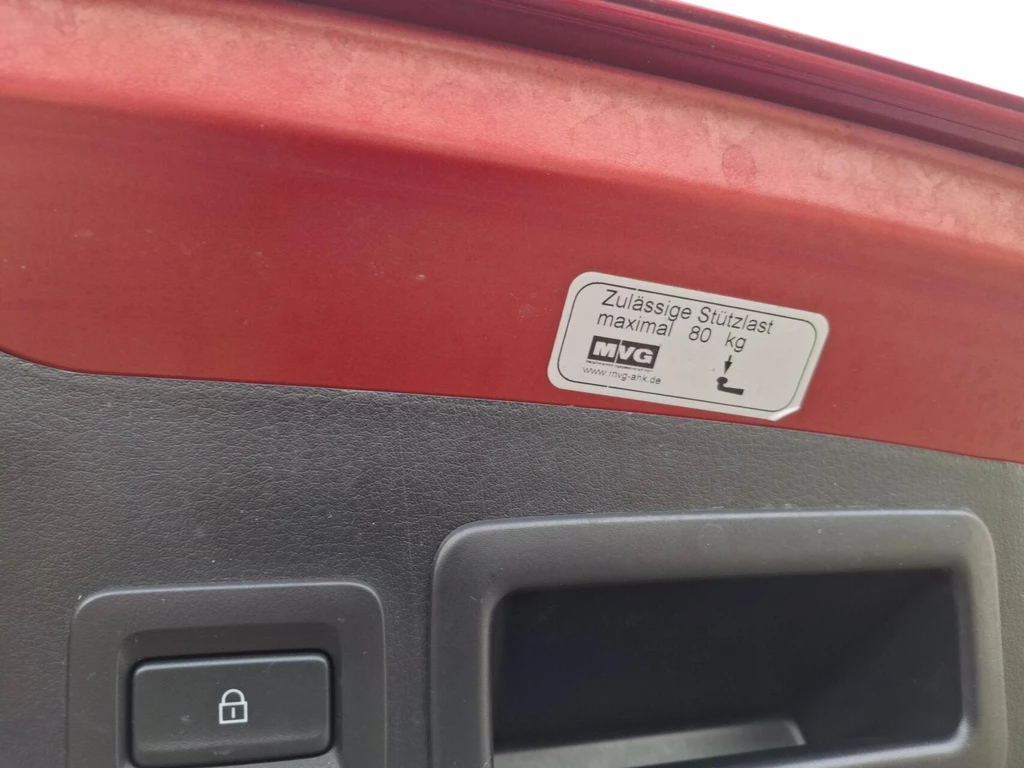 Zulässige Stützlast
maximal 80 kg
MVG
www.mvg-ahk.de